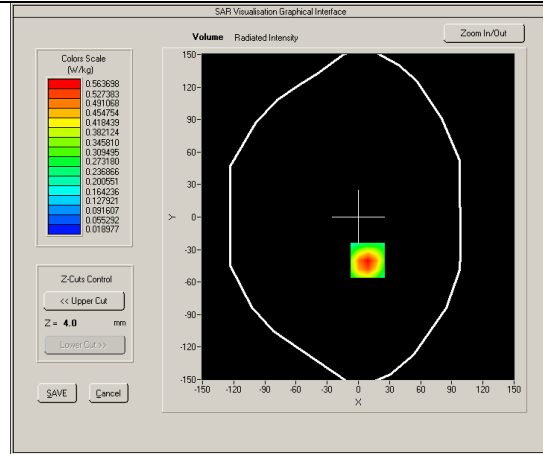 SAR Visualisation Graphical Interface
Volume Radiated Intensity
Zoom In/Out
Colors Scale
(W/kg)
0.563698
0.527383
0.491068
0.454754
0.418439
0.382124
0.345810
0.309495
0.273180
0.236866
0.200551
0.164236
0.127921
0.091607
0.055292
0.018977
Z-Cuts Control
<< Upper Cut
Z = 4.0 mm
Lower Cut >>
SAVE Cancel
150
120
90
60
30
0
-30
-60
-90
-120
-150
Y
-150 -120 -90 -60 -30 0 30 60 90 120 150
X